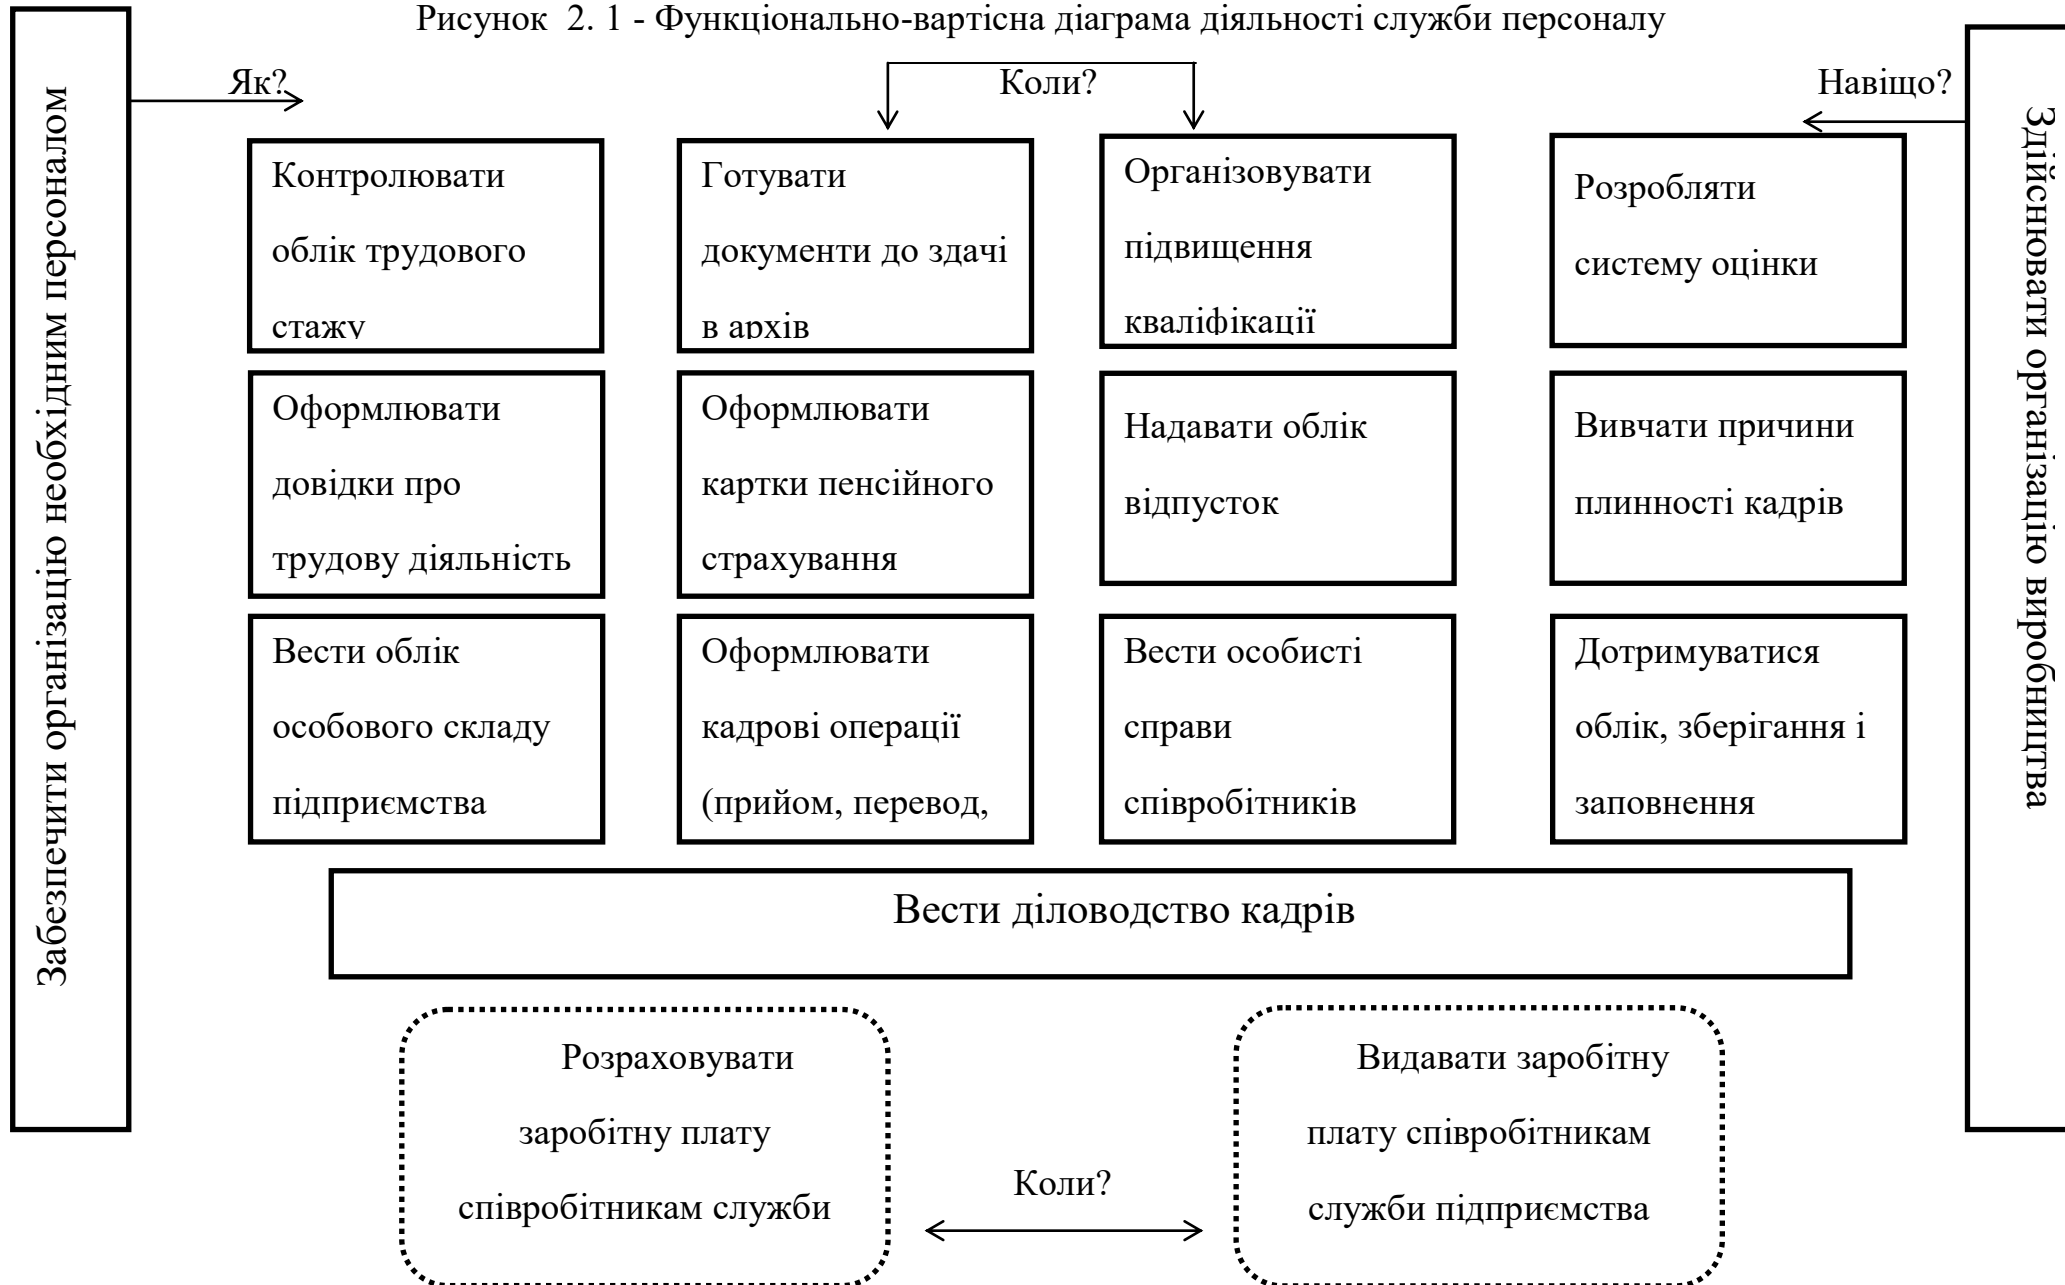 Рисунок 2. 1 - Функціонально-вартісна діаграма діяльності служби персоналу
Забезпечити організацію необхідним персоналом
Як?
Коли?
Навіщо?
Здійснювати організацію виробництва
Контролювати
облік трудового
стажу
Готувати
документи до здачі
в архів
Організовувати
підвищення
кваліфікації
Розробляти
систему оцінки
Оформлювати
довідки про
трудову діяльність
Оформлювати
картки пенсійного
страхування
Надавати облік
відпусток
Вивчати причини
плинності кадрів
Вести облік
особового складу
підприємства
Оформлювати
кадрові операції
(прийом, перевод,
Вести особисті
справи
співробітників
Дотримуватися
облік, зберігання і
заповнення
Вести діловодство кадрів
Розраховувати
заробітну плату
співробітникам служби
Коли?
Видавати заробітну
плату співробітникам
служби підприємства